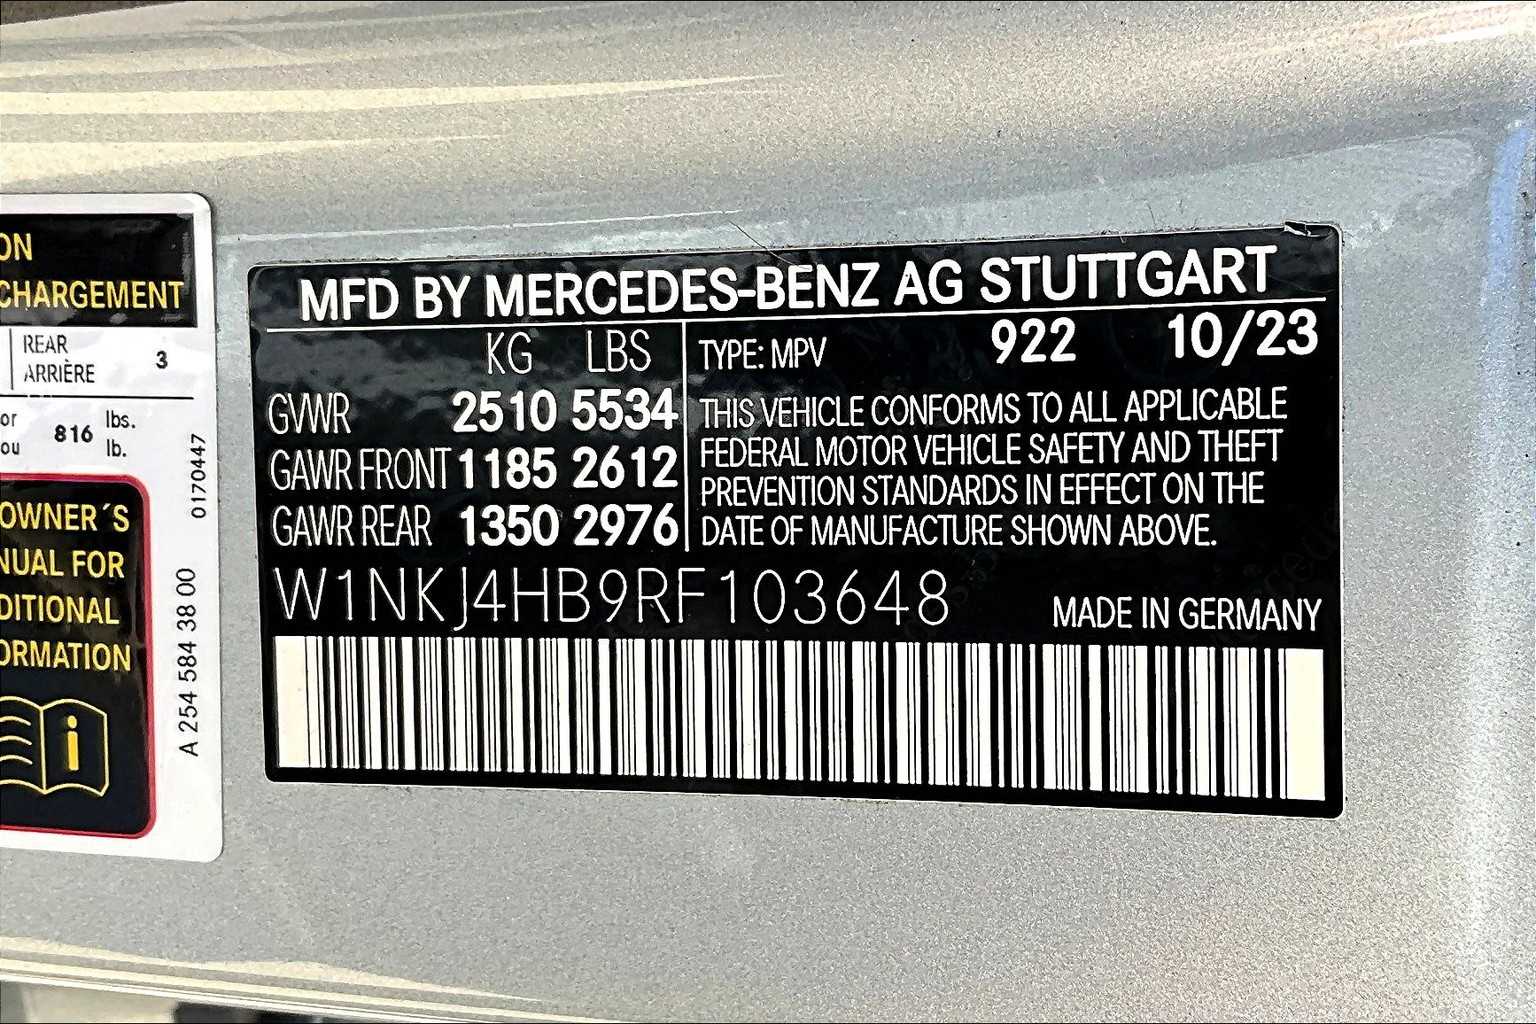 ON
CHARGEMENT
REAR
ARRIÈRE 3
or
ou 816 lbs.
lb.
01704447
OWNER´S
NUAL FOR
DITIONAL
ORMATION
A 254 584 38 00
MFD BY MERCEDES-BENZ AG STUTTGART
KG LBS
GVWR 2510 5534
GAWR FRONT 1185 2612
GAWR REAR 1350 2976
TYPE: MPV 922 10/23
THIS VEHICLE CONFORMS TO ALL APPLICABLE
FEDERAL MOTOR VEHICLE SAFETY AND THEFT
PREVENTION STANDARDS IN EFFECT ON THE
DATE OF MANUFACTURE SHOWN ABOVE.
W1NKJ4HB9RF103648
MADE IN GERMANY